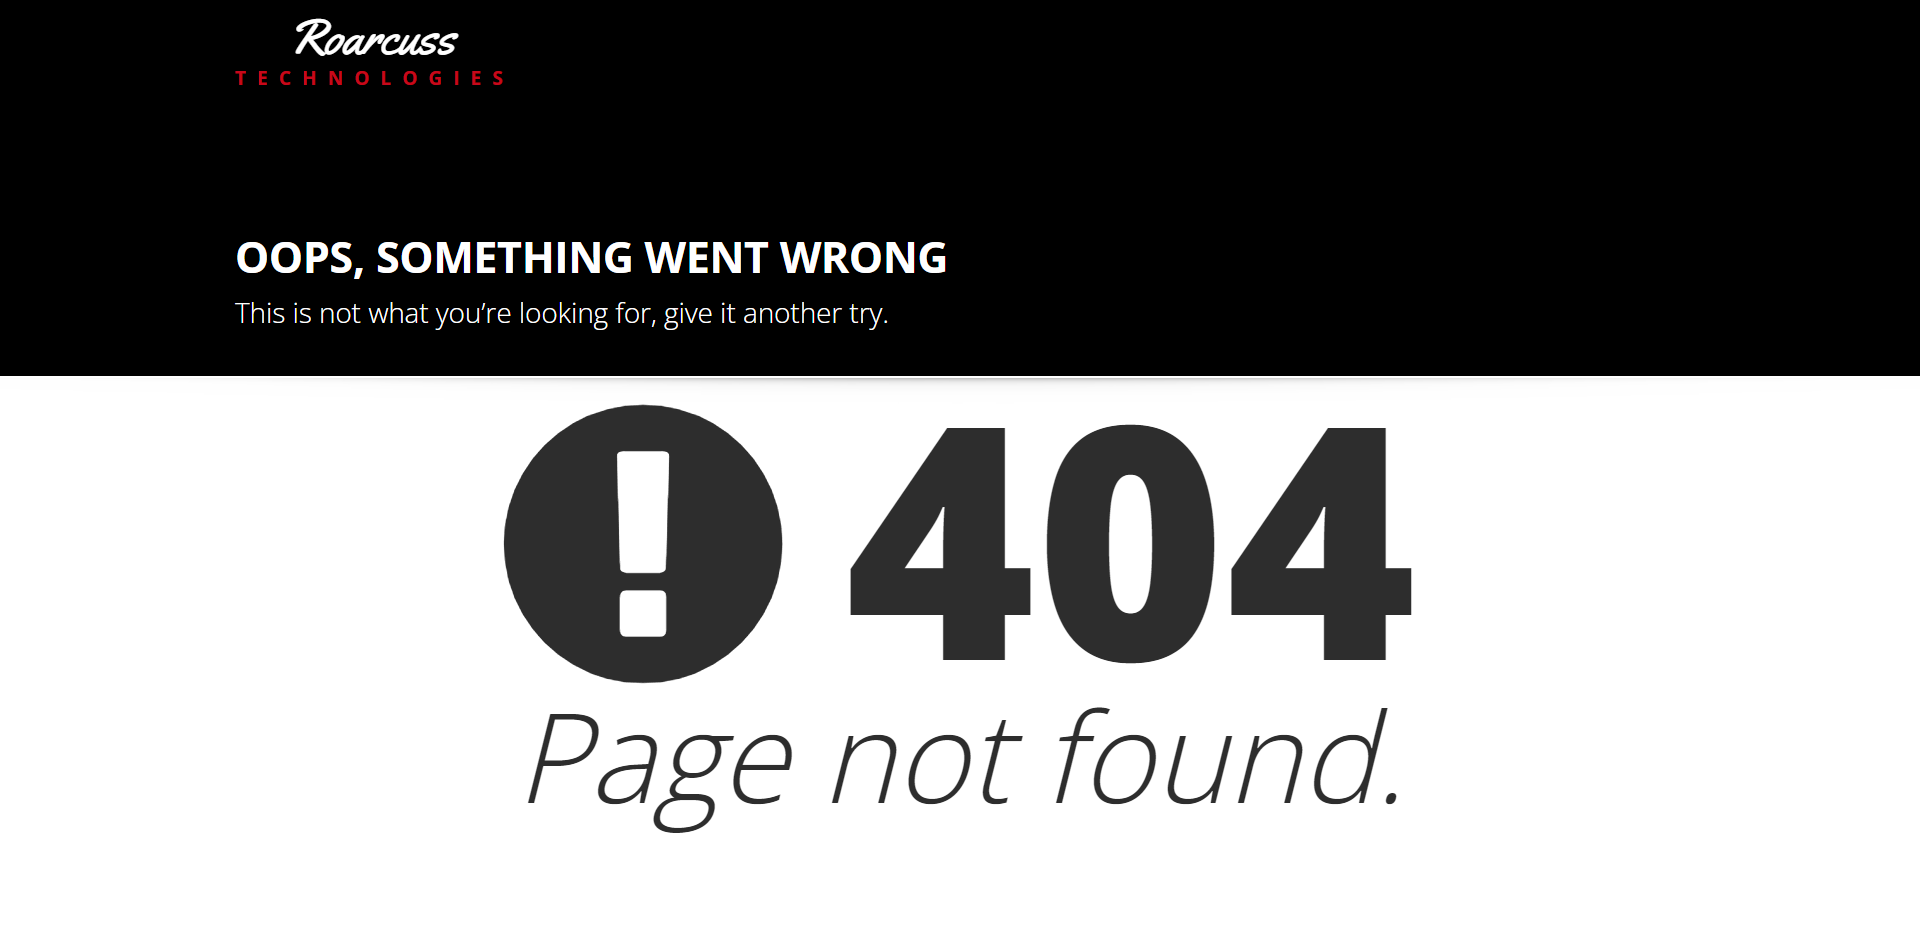 Roarcuss
TECHNOLOGIES
OOPS, SOMETHING WENT WRONG
This is not what you’re looking for, give it another try.
! 404
Page not found.